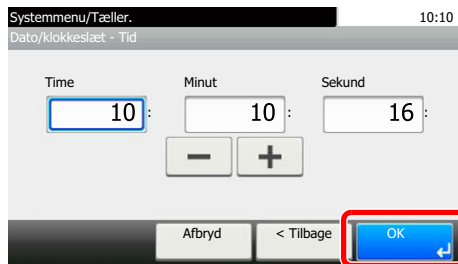 Systemmenu/Tæller. 10:10
Dato/klokkeslæt - Tid
Time Minut Sekund
10 : 10 : 16 :
Afbryd < Tilbage OK